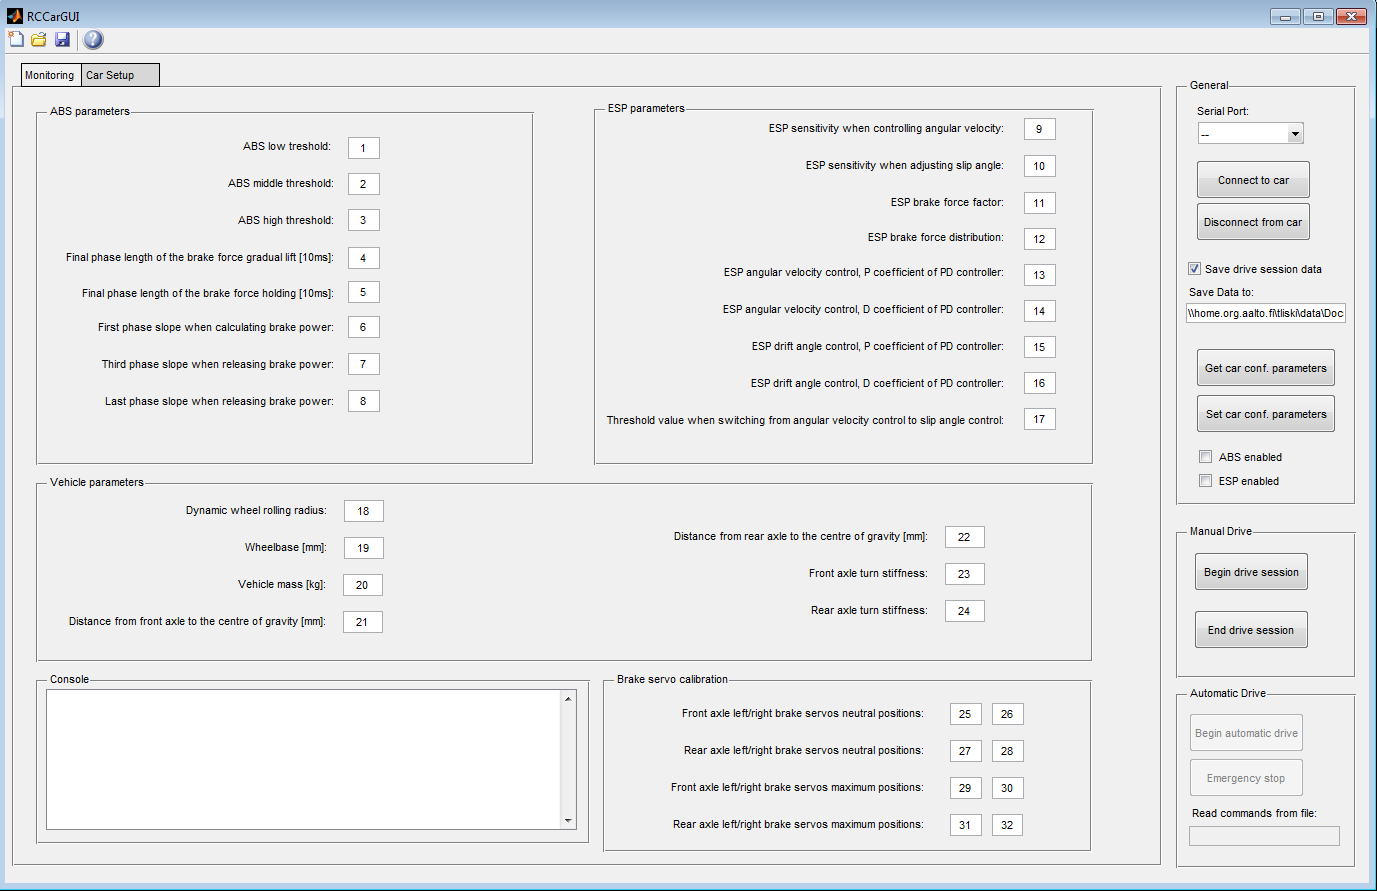 RCCarGUI
Monitoring Car Setup
ABS parameters
ABS low treshold: 1
ABS middle threshold: 2
ABS high threshold: 3
Final phase length of the brake force gradual lift [10ms]: 4
Final phase length of the brake force holding [10ms]: 5
First phase slope when calculating brake power: 6
Third phase slope when releasing brake power: 7
Last phase slope when releasing brake power: 8
ESP parameters
ESP sensitivity when controlling angular velocity: 9
ESP sensitivity when adjusting slip angle: 10
ESP brake force factor: 11
ESP brake force distribution: 12
ESP angular velocity control, P coefficient of PD controller: 13
ESP angular velocity control, D coefficient of PD controller: 14
ESP drift angle control, P coefficient of PD controller: 15
ESP drift angle control, D coefficient of PD controller: 16
Threshold value when switching from angular velocity control to slip angle control: 17
Vehicle parameters
Dynamic wheel rolling radius: 18
Wheelbase [mm]: 19
Vehicle mass [kg]: 20
Distance from front axle to the centre of gravity [mm]: 21
Distance from rear axle to the centre of gravity [mm]: 22
Front axle turn stiffness: 23
Rear axle turn stiffness: 24
Console
Brake servo calibration
Front axle left/right brake servos neutral positions: 25 26
Rear axle left/right brake servos neutral positions: 27 28
Front axle left/right brake servos maximum positions: 29 30
Rear axle left/right brake servos maximum positions: 31 32
General
Serial Port:
--
Connect to car
Disconnect from car
Save drive session data
Save Data to:
\\home.org.aalto.fi\tliski\data\Doc
Get car conf. parameters
Set car conf. parameters
ABS enabled
ESP enabled
Manual Drive
Begin drive session
End drive session
Automatic Drive
Begin automatic drive
Emergency stop
Read commands from file: